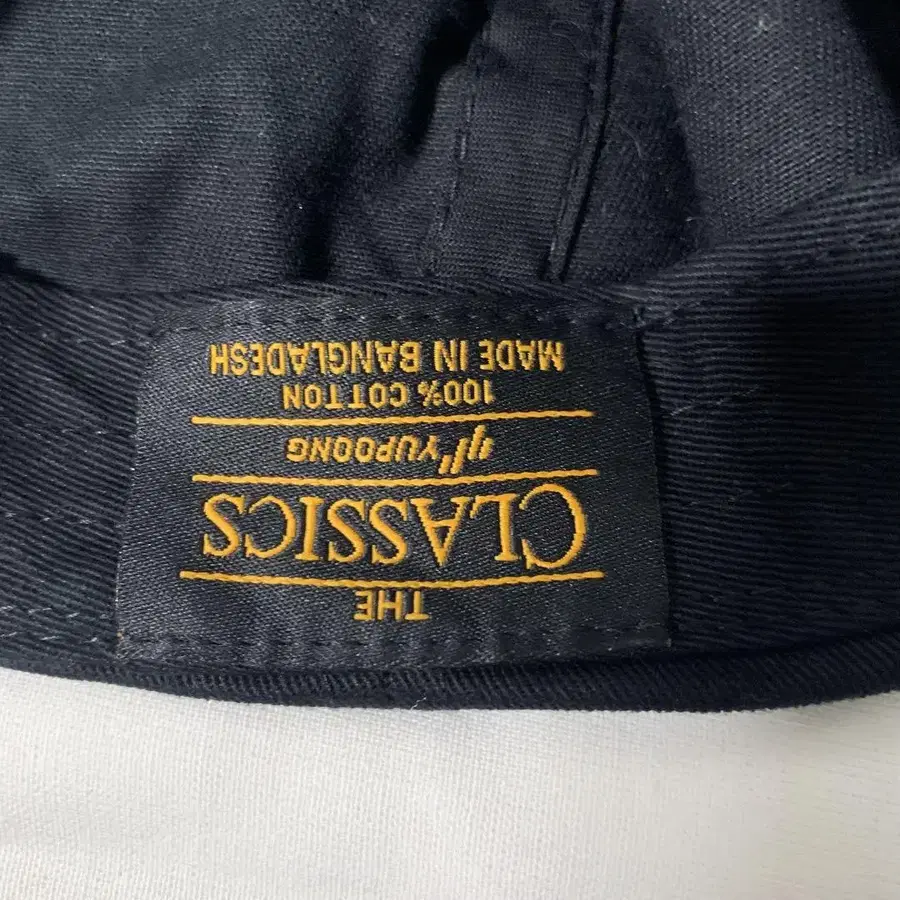 THE
CLASSICS
YUPOONG
100% COTTON
MADE IN BANGLADESH